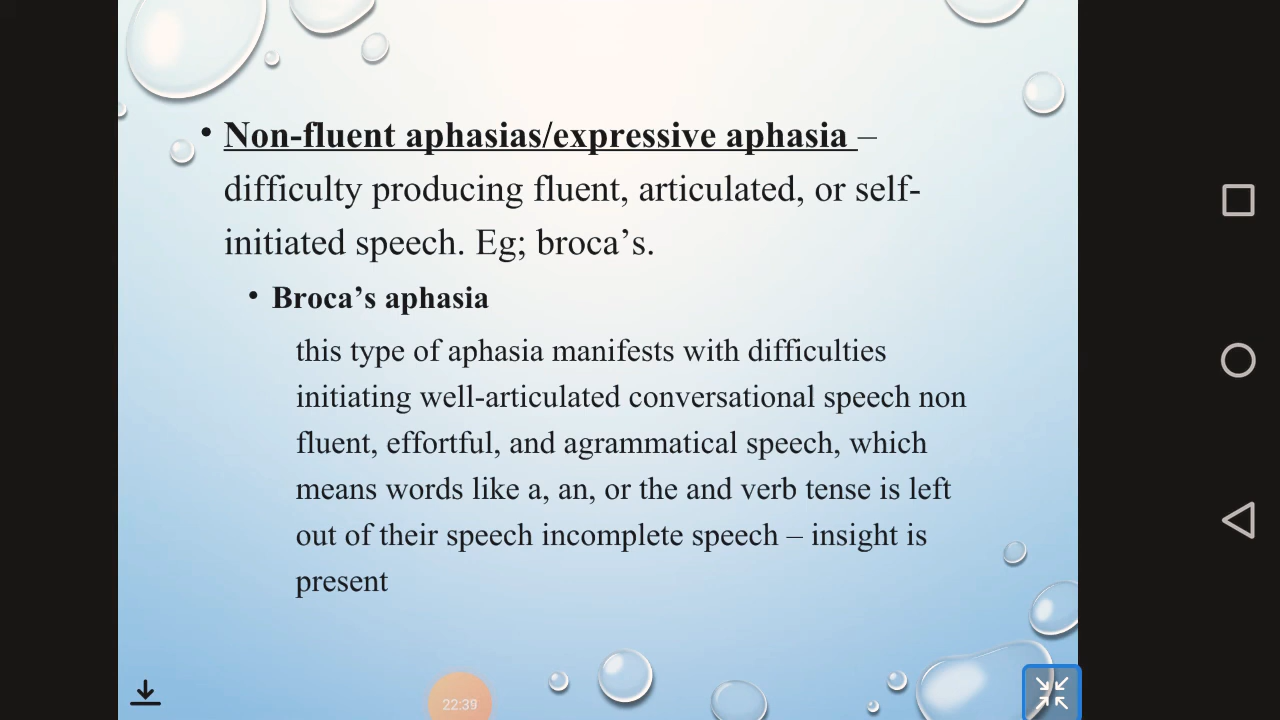 • Non-fluent aphasias/expressive aphasia –
difficulty producing fluent, articulated, or self-
initiated speech. Eg; broca’s.
• Broca’s aphasia
this type of aphasia manifests with difficulties
initiating well-articulated conversational speech non
fluent, effortful, and agrammatical speech, which
means words like a, an, or the and verb tense is left
out of their speech incomplete speech – insight is
present
22:39